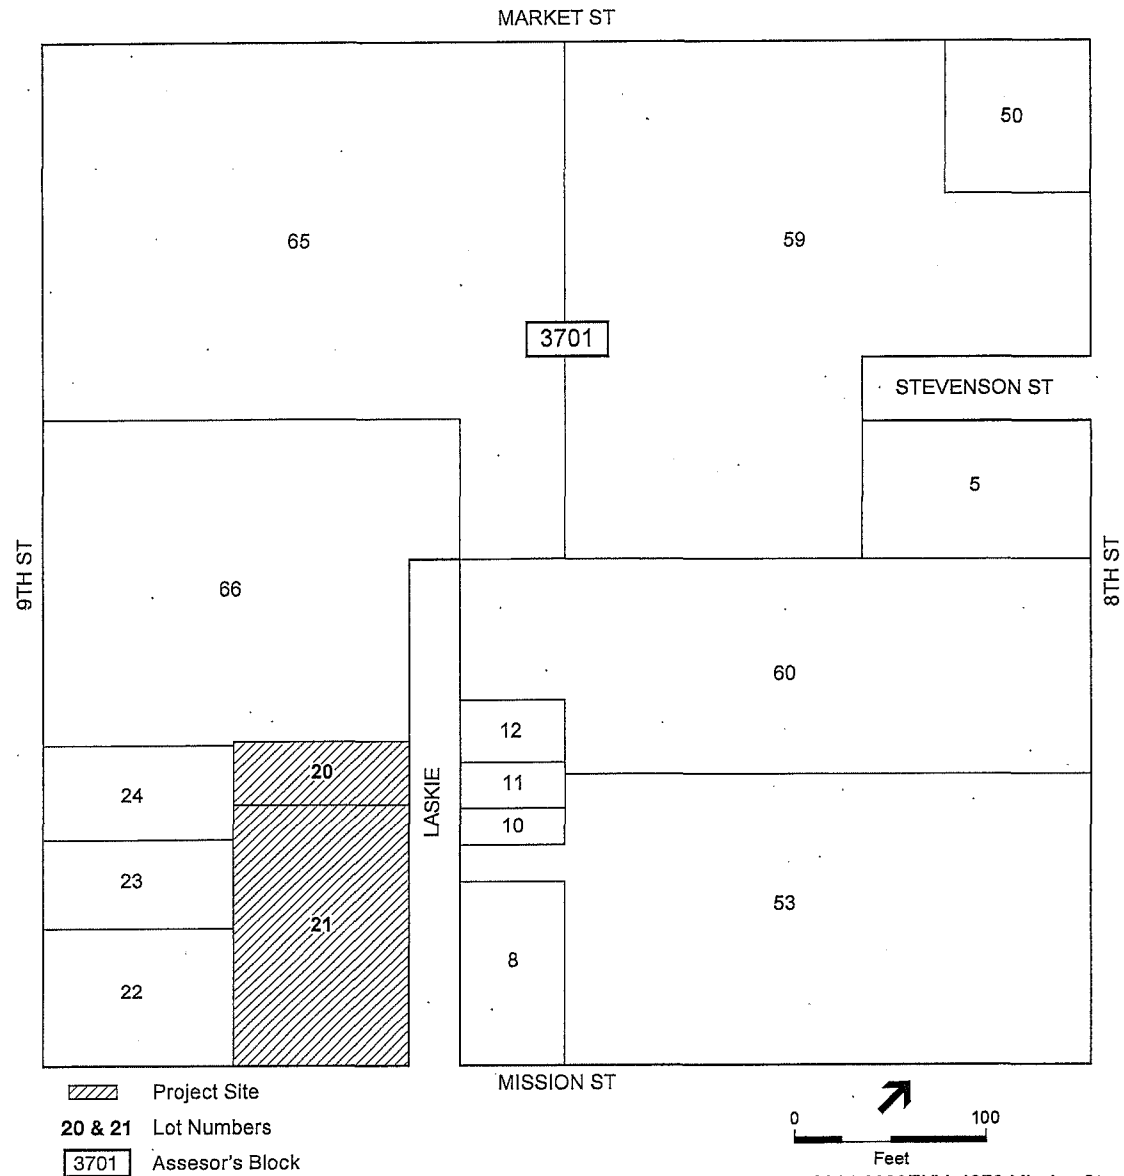 MARKET ST
50
65
59
3701
STEVENSON ST
5
9TH ST
8TH ST
66
60
12
20
11
24
LASKIE
10
23
53
21
8
22
MISSION ST
Project Site
20 & 21 Lot Numbers
3701 Assesor's Block
0 100
Feet